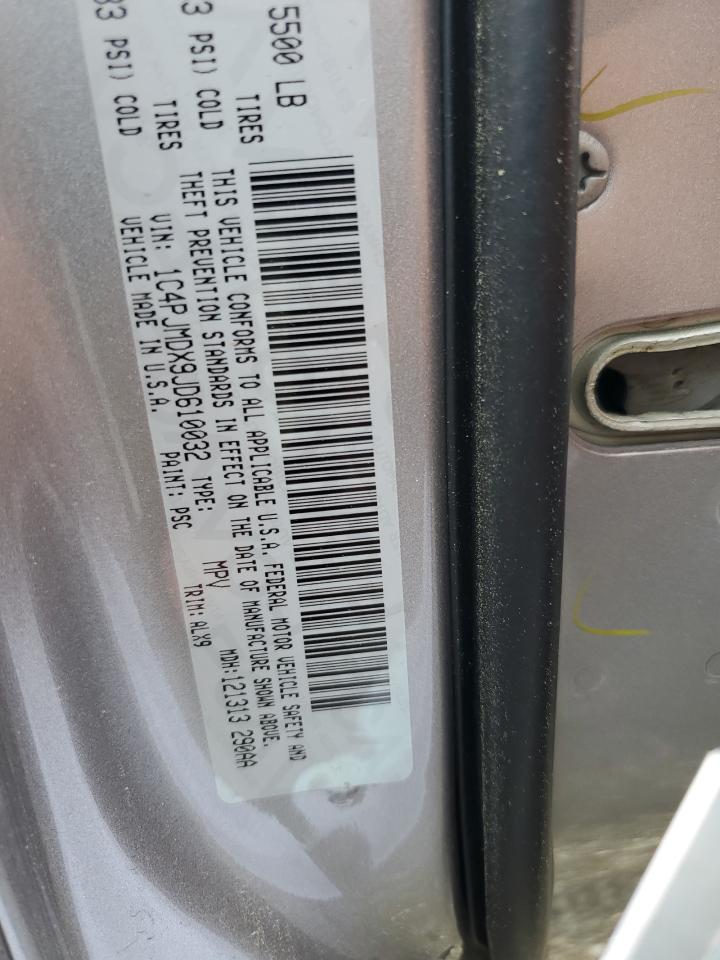 5500 LB
TIRES
3 PSI) COLD
TIRES
83 PSI) COLD
THIS VEHICLE CONFORMS TO ALL APPLICABLE U.S.A. FEDERAL MOTOR VEHICLE SAFETY AND
THEFT PREVENTION STANDARDS IN EFFECT ON THE DATE OF MANUFACTURE SHOWN ABOVE.
VIN: 1C4PJMDX9JD610032 TYPE: MPV MDH:121313 290AA
VEHICLE MADE IN U.S.A. PAINT: PSC TRIM: ALX9